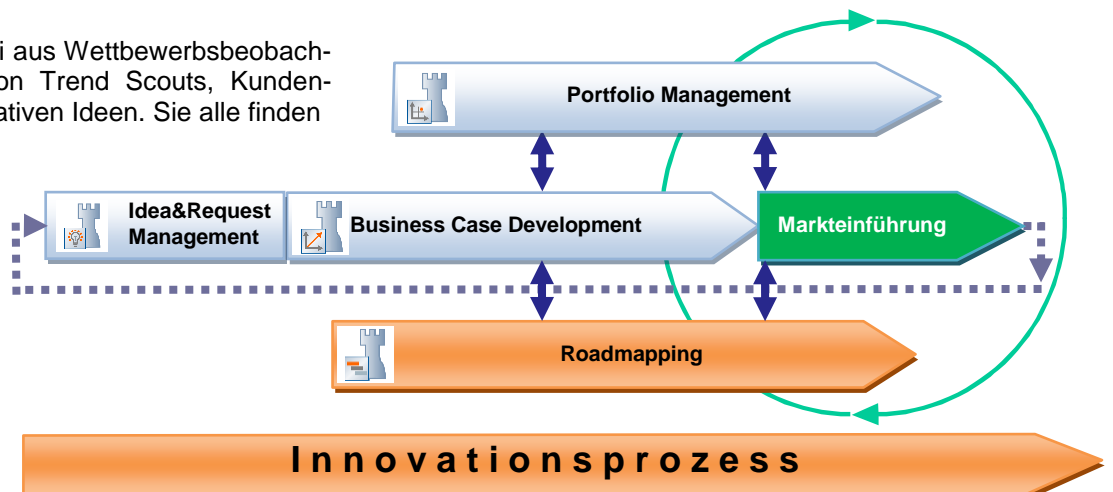 i aus Wettbewerbsbeobach-
on Trend Scouts, Kunden-
ativen Ideen. Sie alle finden
Portfolio Management
Idea&Request
Management
Business Case Development
Markteinführung
Roadmapping
Innovationsprozess